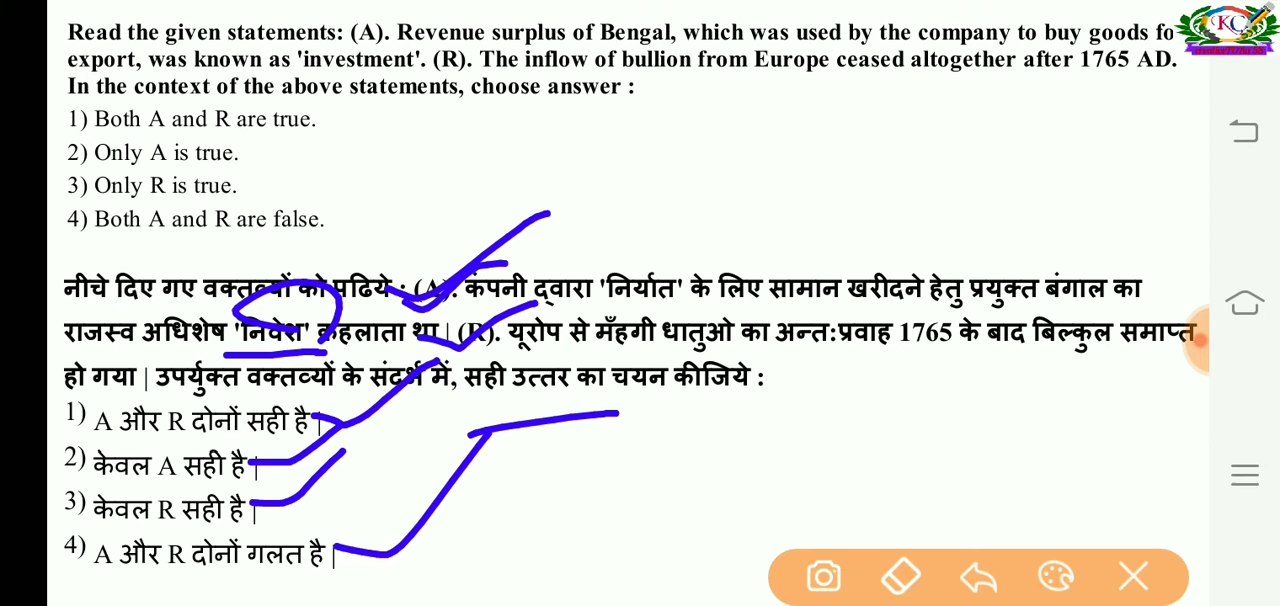 Read the given statements: (A). Revenue surplus of Bengal, which was used by the company to buy goods fo
export, was known as 'investment'. (R). The inflow of bullion from Europe ceased altogether after 1765 AD.
In the context of the above statements, choose answer :
1) Both A and R are true.
2) Only A is true.
3) Only R is true.
4) Both A and R are false.
नीचे दिए गए वक्तव्यों को पढिये : (A). कंपनी द्वारा 'निर्यात' के लिए सामान खरीदने हेतु प्रयुक्त बंगाल का
राजस्व अधिशेष 'निवेश' कहलाता था | (R). यूरोप से मँहगी धातुओ का अन्त:प्रवाह 1765 के बाद बिल्कुल समाप्त
हो गया | उपर्युक्त वक्तव्यों के संदर्भ में, सही उत्तर का चयन कीजिये :
1) A और R दोनों सही है |
2) केवल A सही है |
3) केवल R सही है |
4) A और R दोनों गलत है |
KC